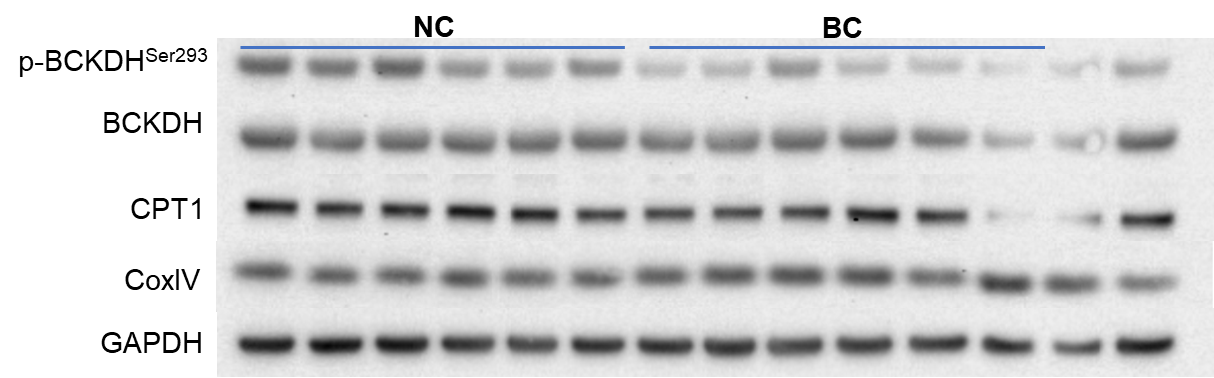 NC BC
p-BCKDHSer293
BCKDH
CPT1
CoxIV
GAPDH